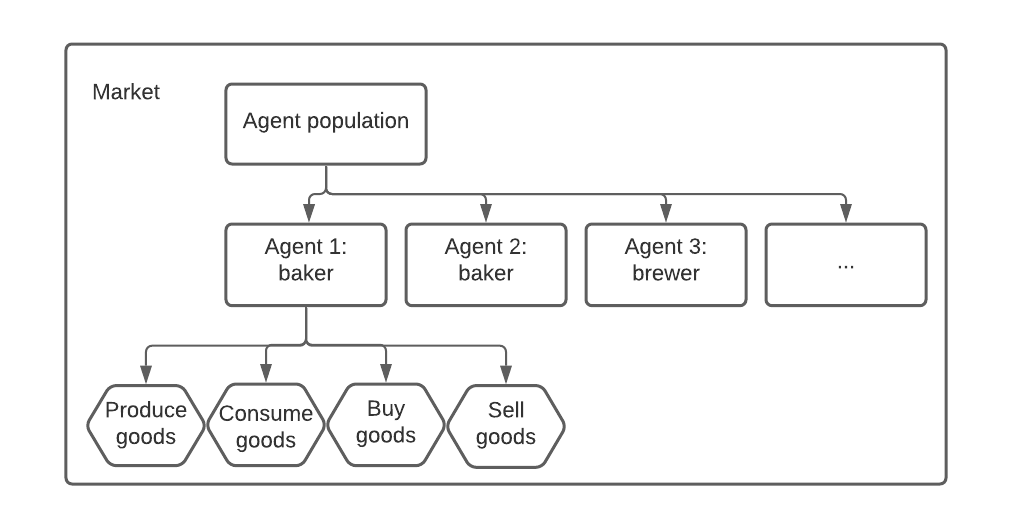 Market
Agent population
Agent 1:
baker
Agent 2:
baker
Agent 3:
brewer
...
Produce
goods
Consume
goods
Buy
goods
Sell
goods